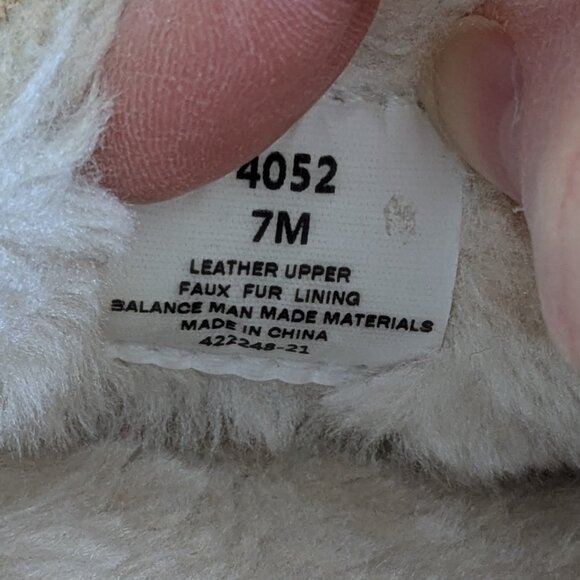 4052
7M
LEATHER UPPER
FAUX FUR LINING
BALANCE MAN MADE MATERIALS
MADE IN CHINA
422248-21